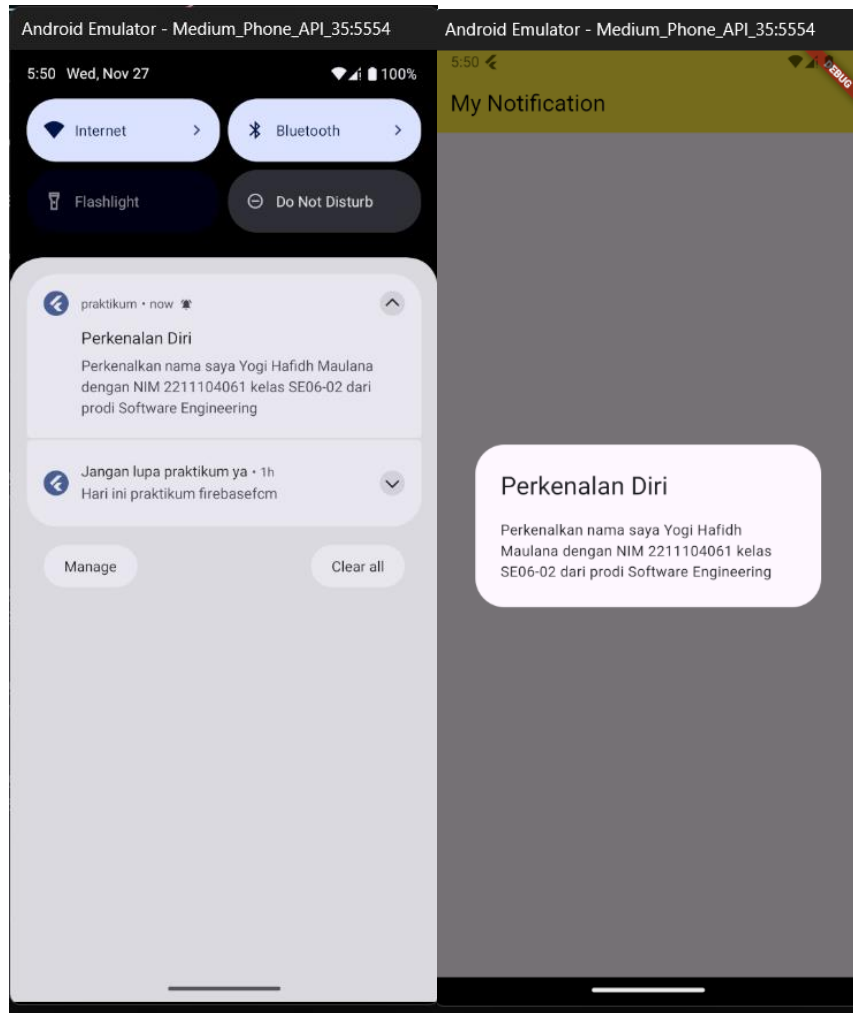 Android Emulator - Medium_Phone_API_35:5554
5:50 Wed, Nov 27
100%
Internet
Bluetooth
Flashlight
Do Not Disturb
praktikum • now
Perkenalan Diri
Perkenalkan nama saya Yogi Hafidh Maulana
dengan NIM 2211104061 kelas SE06-02 dari
prodi Software Engineering
Jangan lupa praktikum ya • 1h
Hari ini praktikum firebasefcm
Manage
Clear all
Android Emulator - Medium_Phone_API_35:5554
5:50
DEBUG
My Notification
Perkenalan Diri
Perkenalkan nama saya Yogi Hafidh
Maulana dengan NIM 2211104061 kelas
SE06-02 dari prodi Software Engineering